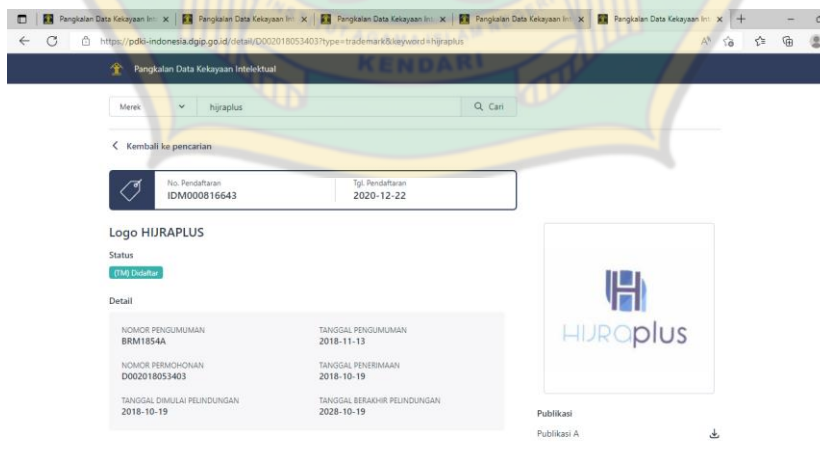 Pangkalan Data Kekayaan Int
Pangkalan Data Kekayaan Int
Pangkalan Data Kekayaan Int
Pangkalan Data Kekayaan Int
Pangkalan Data Kekayaan Int
https://pdki-indonesia.dgip.go.id/detail/D002018053403?type=trademark&keyword=hijraplus
KENDARI
Pangkalan Data Kekayaan Intelektual
Merek
hijraplus
Cari
Kembali ke pencarian
No. Pendaftaran
Tgl. Pendaftaran
IDM000816643
2020-12-22
Logo HIJRAPLUS
Status
(TM) Didaftar
Detail
NOMOR PENGUMUMAN
TANGGAL PENGUMUMAN
BRM1854A
2018-11-13
NOMOR PERMOHONAN
TANGGAL PENERIMAAN
D002018053403
2018-10-19
TANGGAL DIMULAI PELINDUNGAN
TANGGAL BERAKHIR PELINDUNGAN
2018-10-19
2028-10-19
HIJRAplus
Publikasi
Publikasi A